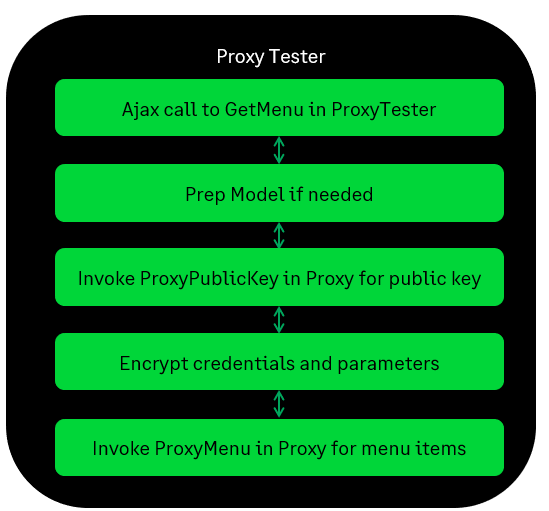 Proxy Tester
Ajax call to GetMenu in ProxyTester
Prep Model if needed
Invoke ProxyPublicKey in Proxy for public key
Encrypt credentials and parameters
Invoke ProxyMenu in Proxy for menu items